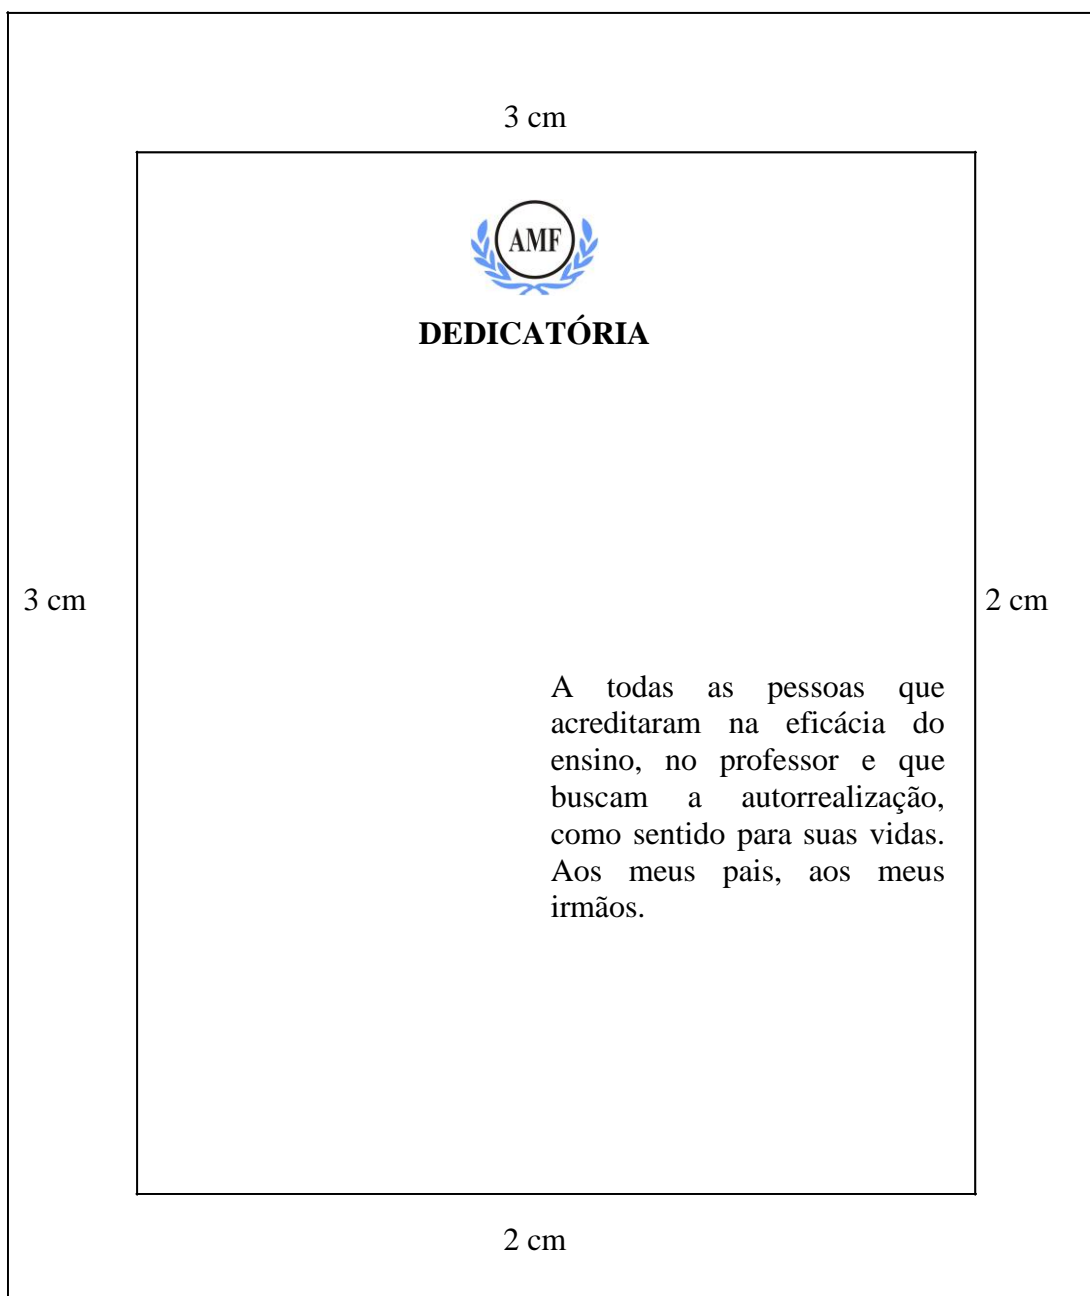 3 cm
AMF
DEDICATÓRIA
3 cm
2 cm
A todas as pessoas que
acreditaram na eficácia do
ensino, no professor e que
buscam a autorrealização,
como sentido para suas vidas.
Aos meus pais, aos meus
irmãos.
2 cm